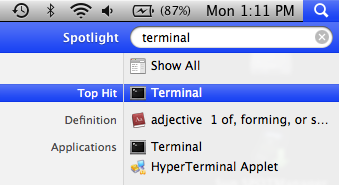 (87%) Mon 1:11 PM
Spotlight terminal
Show All
Top Hit Terminal
Definition adjective 1 of, forming, or s...
Applications Terminal
HyperTerminal Applet